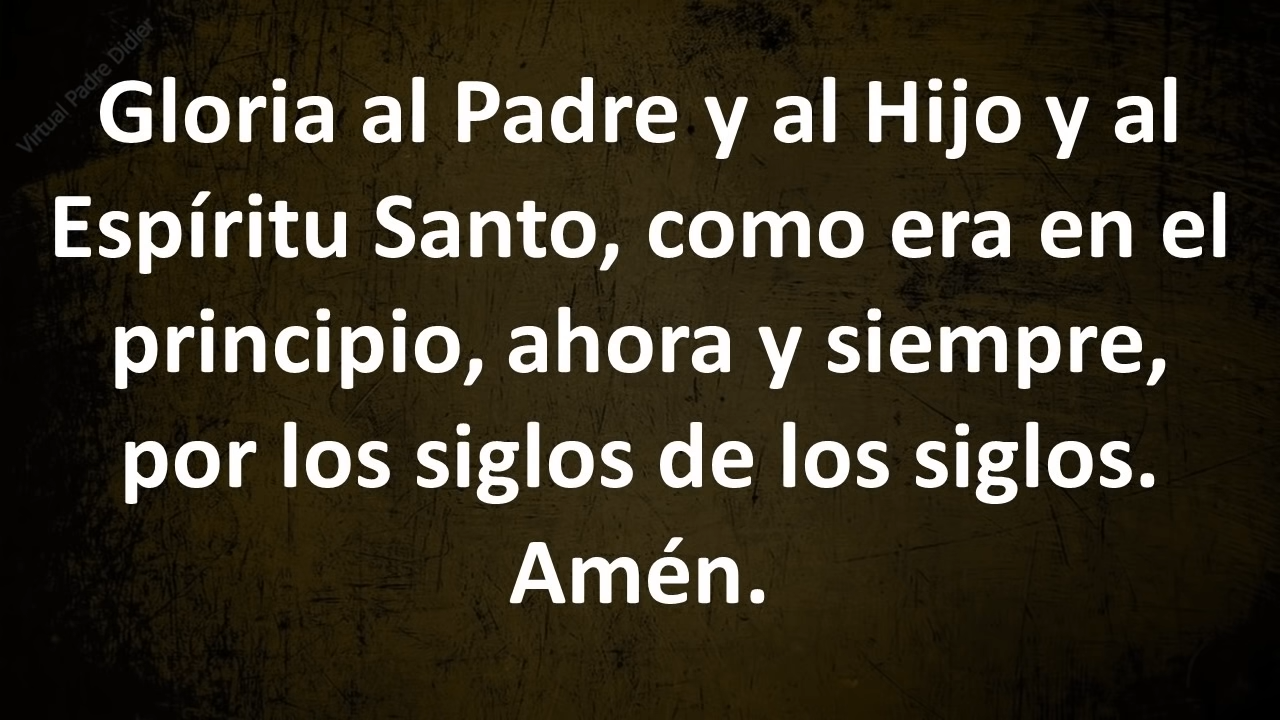 Virtual Padre Didier
Gloria al Padre y al Hijo y al
Espíritu Santo, como era en el
principio, ahora y siempre,
por los siglos de los siglos.
Amén.